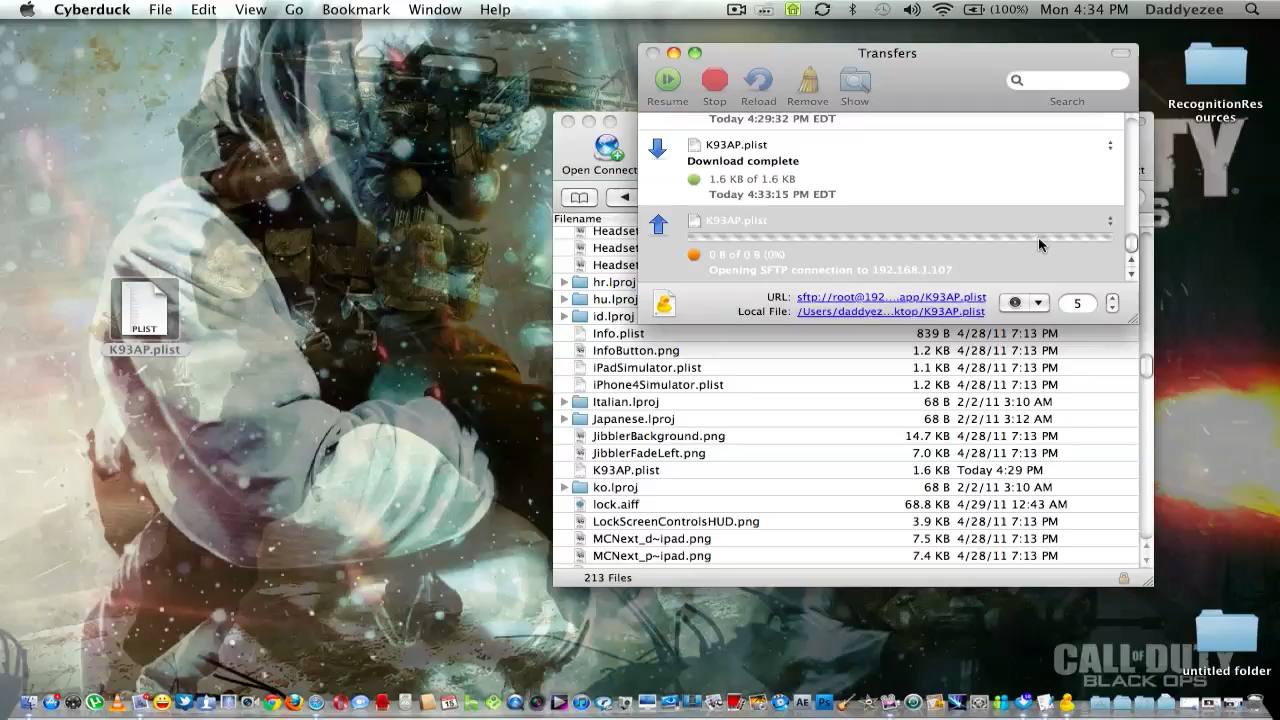 Cyberduck File Edit View Go Bookmark Window Help (100%) Mon 4:34 PM Daddyezee
Transfers
Resume Stop Reload Remove Show Search
Today 4:29:32 PM EDT
K93AP.plist
Download complete
1.6 KB of 1.6 KB
Today 4:33:15 PM EDT
K93AP.plist
0 B of 0 B (0%)
Opening SFTP connection to 192.168.1.107
URL: sftp://root@192....app/K93AP.plist
5
Local File: /Users/daddyez...ktop/K93AP.plist
Open Connect
Filename
Headset
Headset
Headset
hr.lproj
hu.lproj
id.lproj
Info.plist 839 B 4/28/11 7:13 PM
InfoButton.png 1.2 KB 4/28/11 7:13 PM
iPadSimulator.plist 1.1 KB 4/28/11 7:13 PM
iPhone4Simulator.plist 1.2 KB 4/28/11 7:13 PM
Italian.lproj 68 B 2/2/11 3:10 AM
Japanese.lproj 68 B 2/2/11 3:12 AM
JibblerBackground.png 14.7 KB 4/28/11 7:13 PM
JibblerFadeLeft.png 7.0 KB 4/28/11 7:13 PM
K93AP.plist 1.6 KB Today 4:29 PM
ko.lproj 68 B 2/2/11 3:10 AM
lock.aiff 68.8 KB 4/29/11 12:43 AM
LockScreenControlsHUD.png 3.9 KB 4/28/11 7:13 PM
MCNext_d~ipad.png 7.5 KB 4/28/11 7:13 PM
MCNext_p~ipad.png 7.4 KB 4/28/11 7:13 PM
213 Files
PLIST
K93AP.plist
RecognitionRes
ources
untitled folder
CALL OF DUTY
BLACK OPS
AE